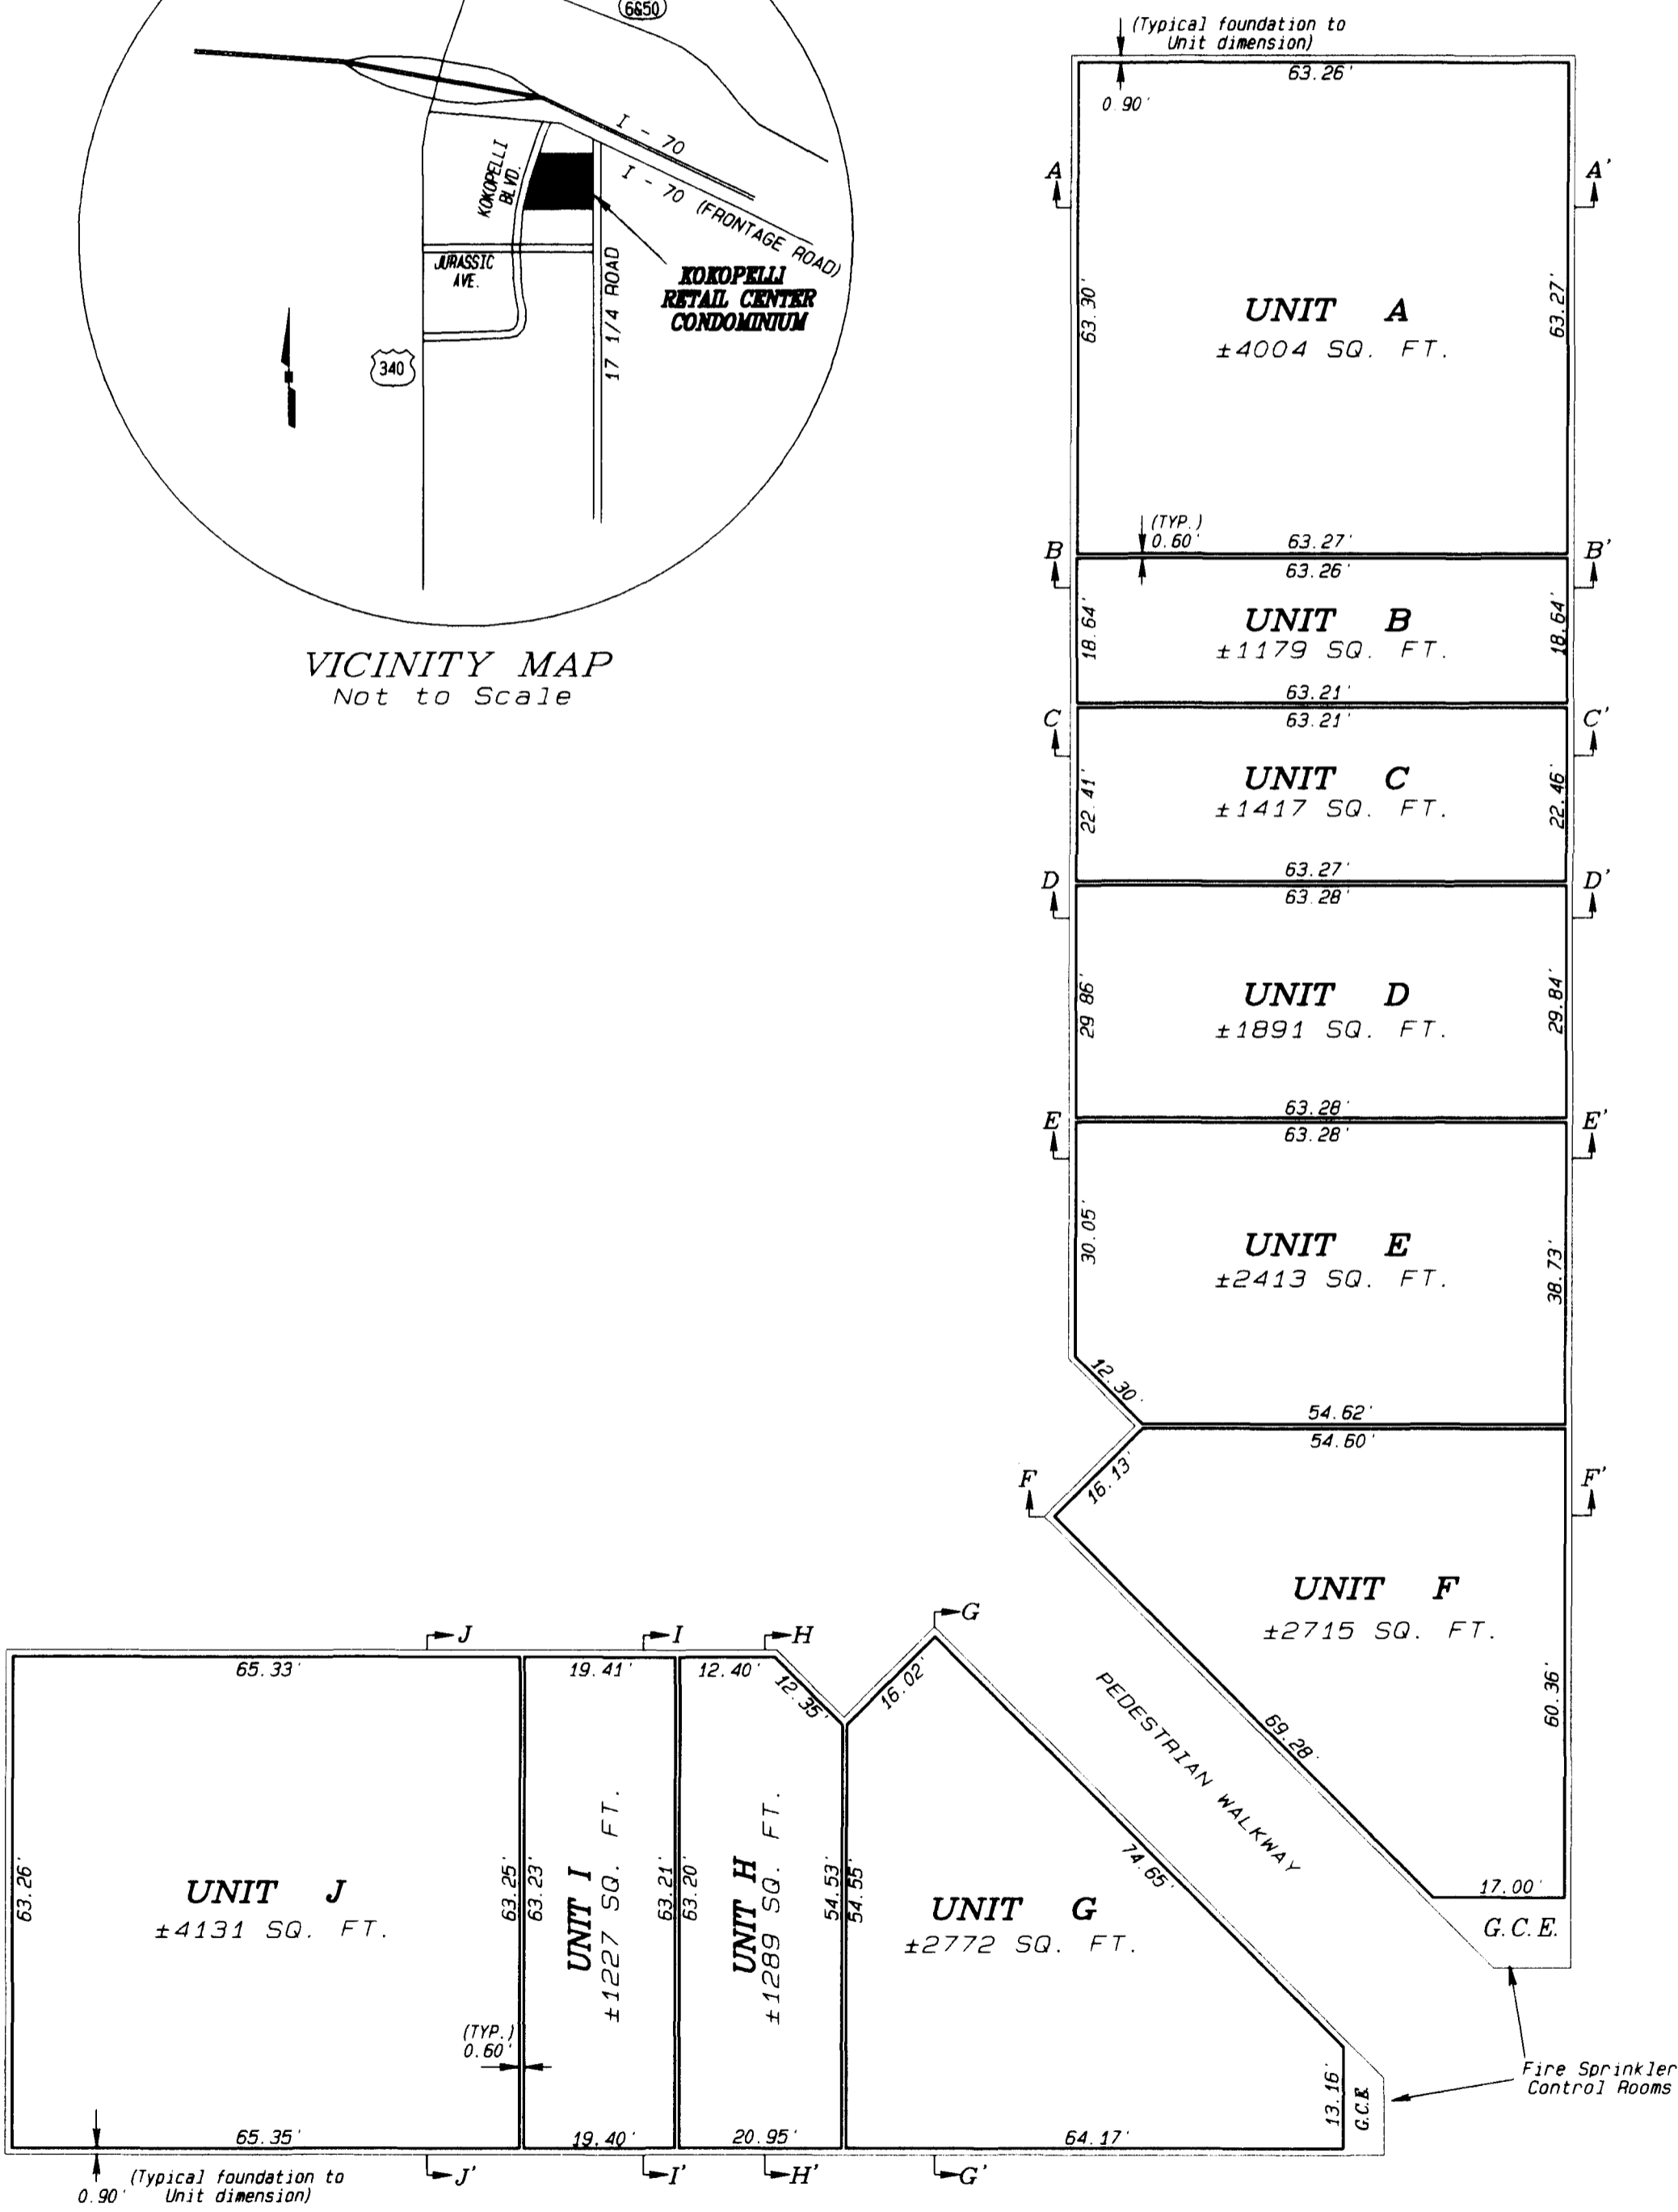 6&50
I - 70
I - 70 (FRONTAGE ROAD)
KOKOPELLI
BLVD.
JURASSIC
AVE.
17 1/4 ROAD
KOKOPELLI
RETAIL CENTER
CONDOMINIUM
340
VICINITY MAP
Not to Scale
(Typical foundation to
Unit dimension)
0.90'
63.26'
A
A'
63.30'
UNIT A
±4004 SQ. FT.
63.27'
(TYP.)
0.60'
63.27'
B
B'
63.26'
18.64'
UNIT B
±1179 SQ. FT.
18.64'
63.21'
C
C'
63.21'
22.41'
UNIT C
±1417 SQ. FT.
22.46'
63.27'
D
D'
63.28'
29.86'
UNIT D
±1891 SQ. FT.
29.84'
63.28'
E
E'
63.28'
30.05'
UNIT E
±2413 SQ. FT.
38.73'
12.30'
54.62'
54.60'
16.13'
F
F'
UNIT F
±2715 SQ. FT.
60.36'
69.28'
17.00'
G.C.E.
PEDESTRIAN WALKWAY
J
I
H
G
65.33'
19.41'
12.40'
12.35'
16.02'
63.26'
UNIT J
±4131 SQ. FT.
63.25'
63.23'
UNIT I
±1227 SQ. FT.
63.21'
63.20'
UNIT H
±1289 SQ. FT.
54.53'
54.55'
UNIT G
±2772 SQ. FT.
74.65'
13.16'
G.C.E.
Fire Sprinkler
Control Rooms
(TYP.)
0.60'
65.35'
19.40'
20.95'
64.17'
J'
I'
H'
G'
(Typical foundation to
0.90' Unit dimension)